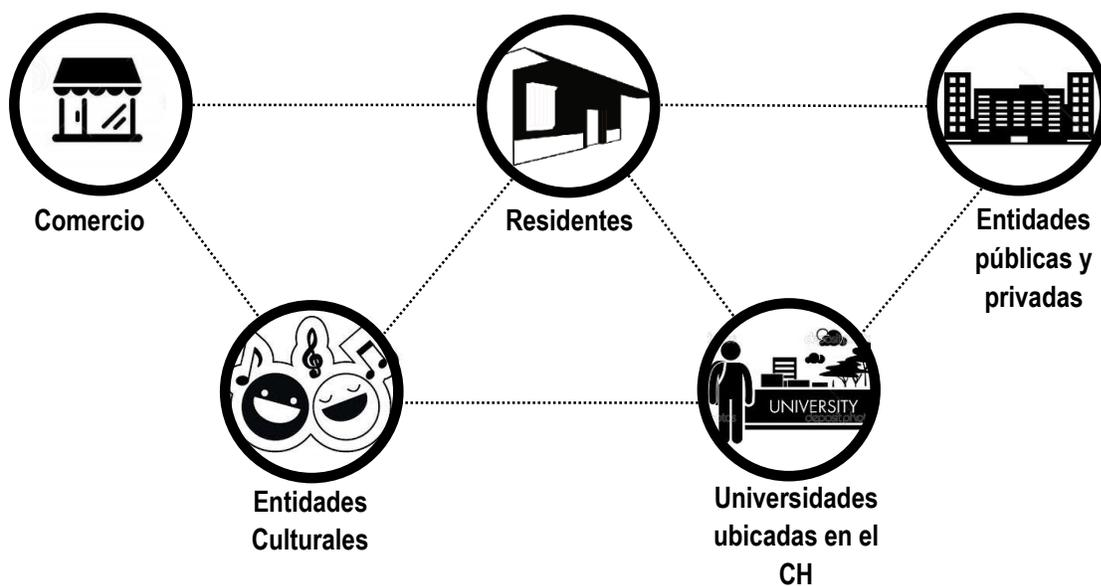 Comercio
Residentes
Entidades
públicas y
privadas
UNIVERSITY
Entidades
Culturales
Universidades
ubicadas en el
CH